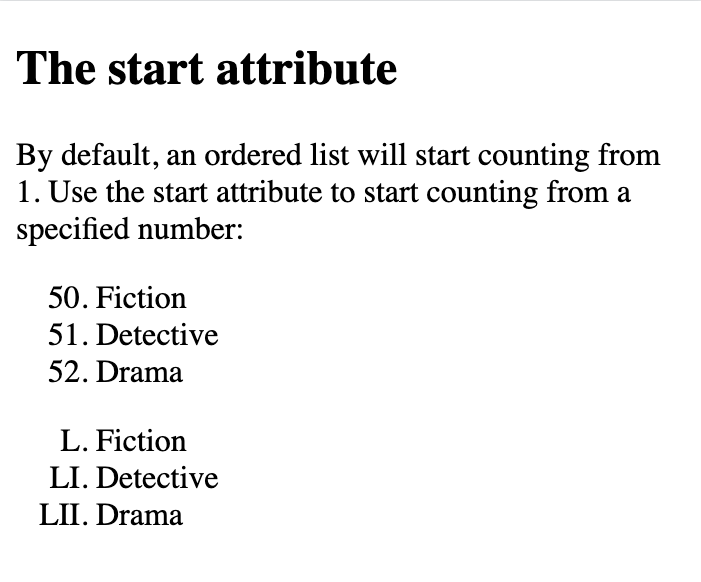 The start attribute
By default, an ordered list will start counting from
1. Use the start attribute to start counting from a
specified number:
50. Fiction
51. Detective
52. Drama
L. Fiction
LI. Detective
LII. Drama